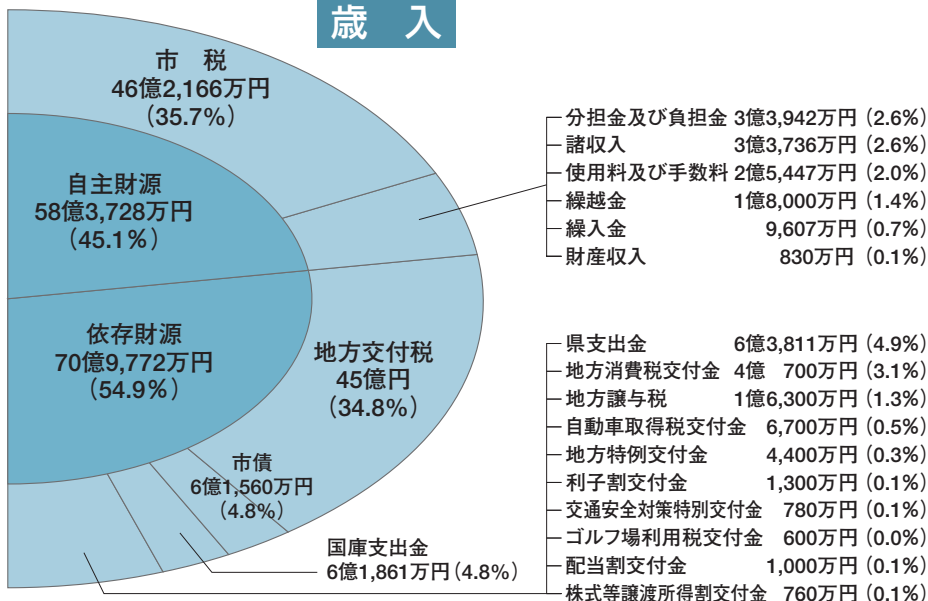 歳 入
市 税
46億2,166万円
(35.7%)
自主財源
58億3,728万円
(45.1%)
分担金及び負担金 3億3,942万円 (2.6%)
諸収入 3億3,736万円 (2.6%)
使用料及び手数料 2億5,447万円 (2.0%)
繰越金 1億8,000万円 (1.4%)
繰入金 9,607万円 (0.7%)
財産収入 830万円 (0.1%)
依存財源
70億9,772万円
(54.9%)
地方交付税
45億円
(34.8%)
市債
6億1,560万円
(4.8%)
国庫支出金
6億1,861万円(4.8%)
県支出金 6億3,811万円(4.9%)
地方消費税交付金 4億 700万円(3.1%)
地方譲与税 1億6,300万円(1.3%)
自動車取得税交付金 6,700万円(0.5%)
地方特例交付金 4,400万円(0.3%)
利子割交付金 1,300万円(0.1%)
交通安全対策特別交付金 780万円(0.1%)
ゴルフ場利用税交付金 600万円(0.0%)
配当割交付金 1,000万円(0.1%)
株式等譲渡所得割交付金 760万円(0.1%)